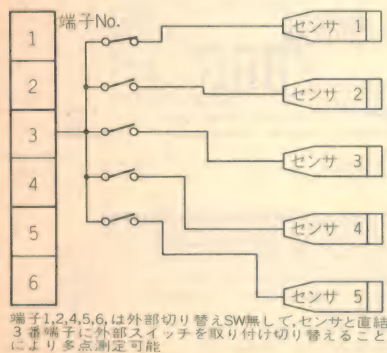 端子No.
1
2
3
4
5
6
センサ 1
センサ 2
センサ 3
センサ 4
センサ 5
端子1,2,4,5,6,は外部切り替えSW無しで,センサと直結
3番端子に外部スイッチを取り付け切り替えること
により多点測定可能